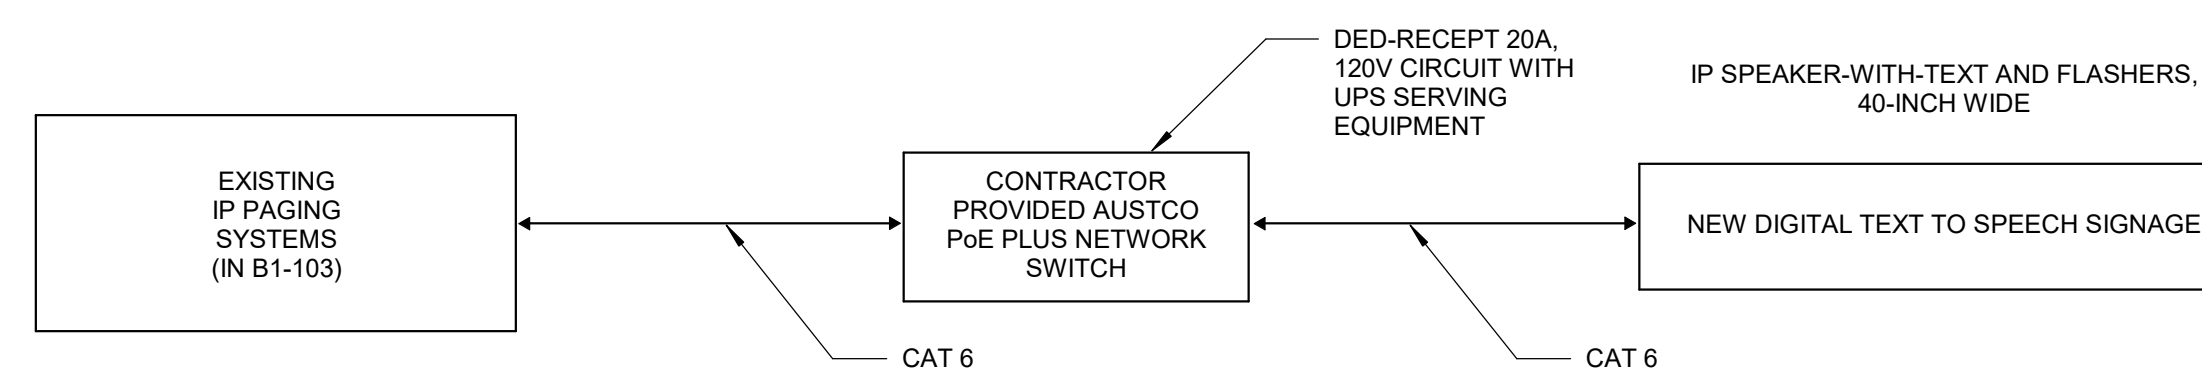 DED-RECEPT 20A,
120V CIRCUIT WITH
UPS SERVING
EQUIPMENT
IP SPEAKER-WITH-TEXT AND FLASHERS,
40-INCH WIDE
EXISTING
IP PAGING
SYSTEMS
(IN B1-103)
CONTRACTOR
PROVIDED AUSTCO
PoE PLUS NETWORK
SWITCH
NEW DIGITAL TEXT TO SPEECH SIGNAGE
CAT 6
CAT 6